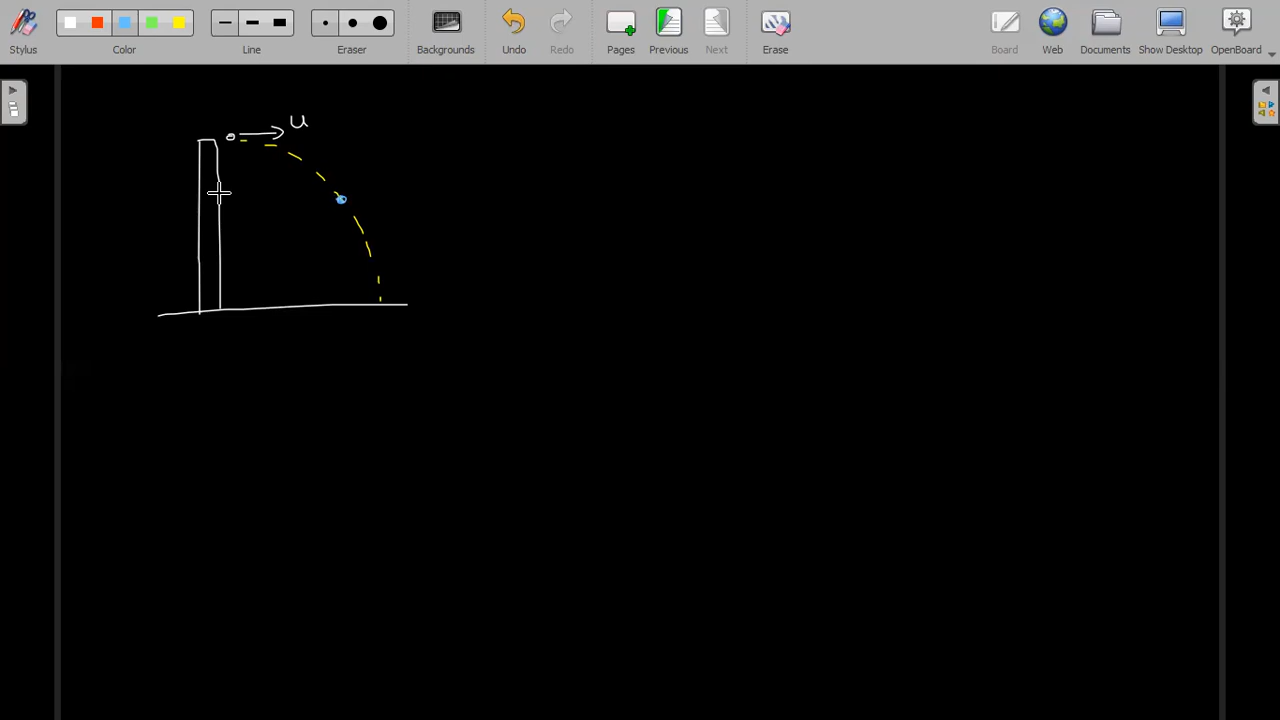 Stylus
Color
Line
Eraser
Backgrounds
Undo
Redo
Pages
Previous
Next
Erase
Board
Web
Documents
Show Desktop
OpenBoard
u